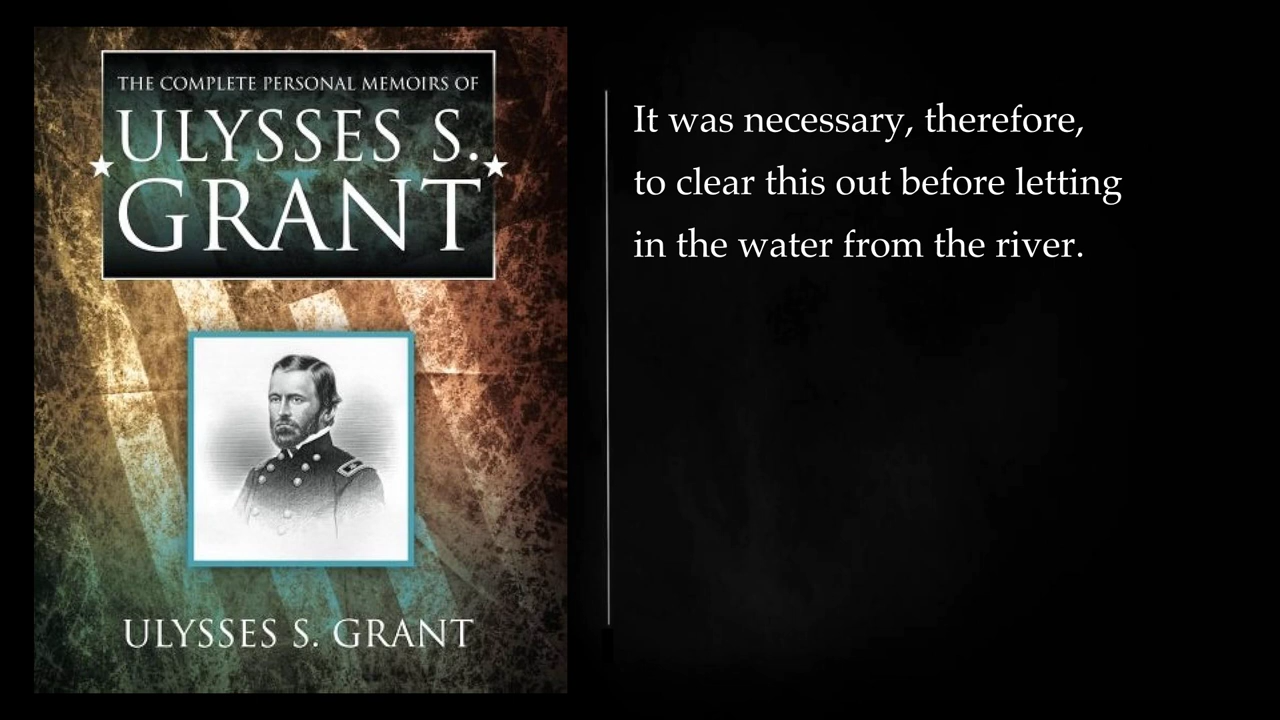 THE COMPLETE PERSONAL MEMOIRS OF
ULYSSES S.
GRANT
ULYSSES S. GRANT
It was necessary, therefore,
to clear this out before letting
in the water from the river.